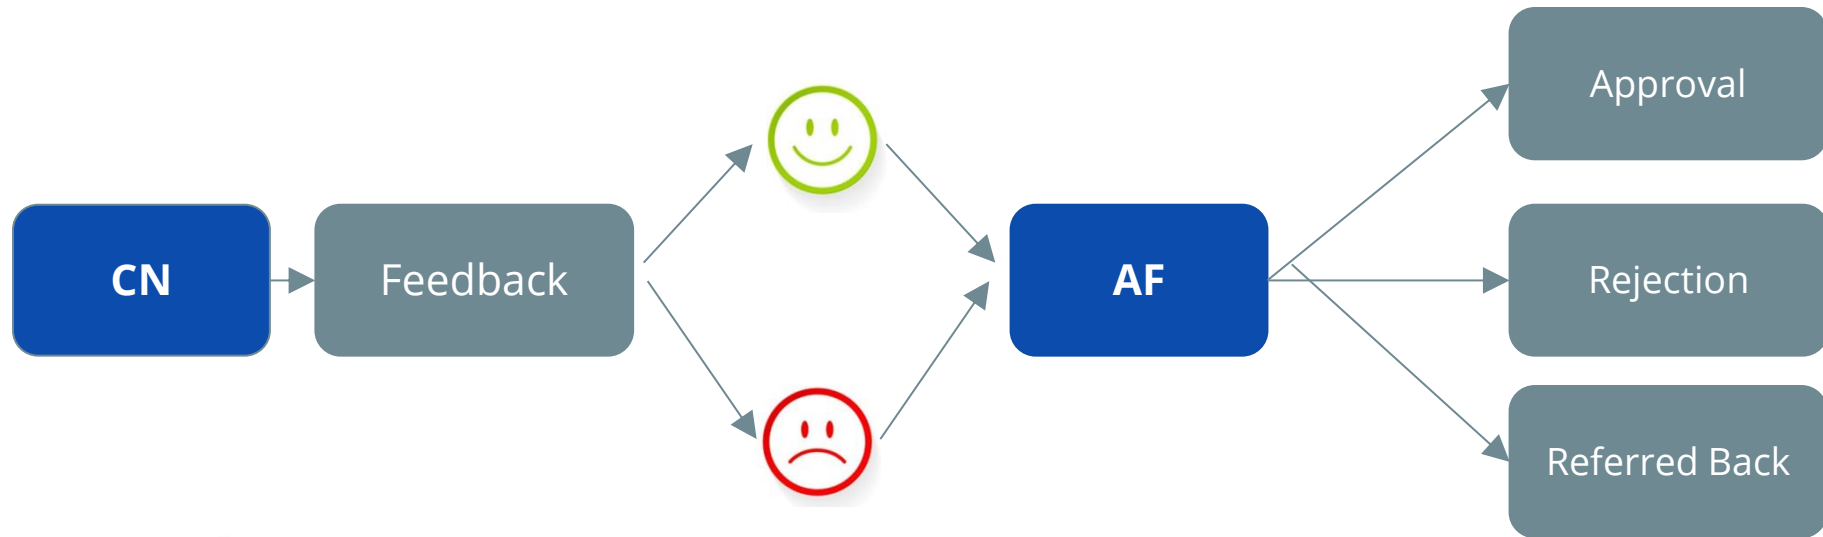 CN
Feedback
AF
Approval
Rejection
Referred Back